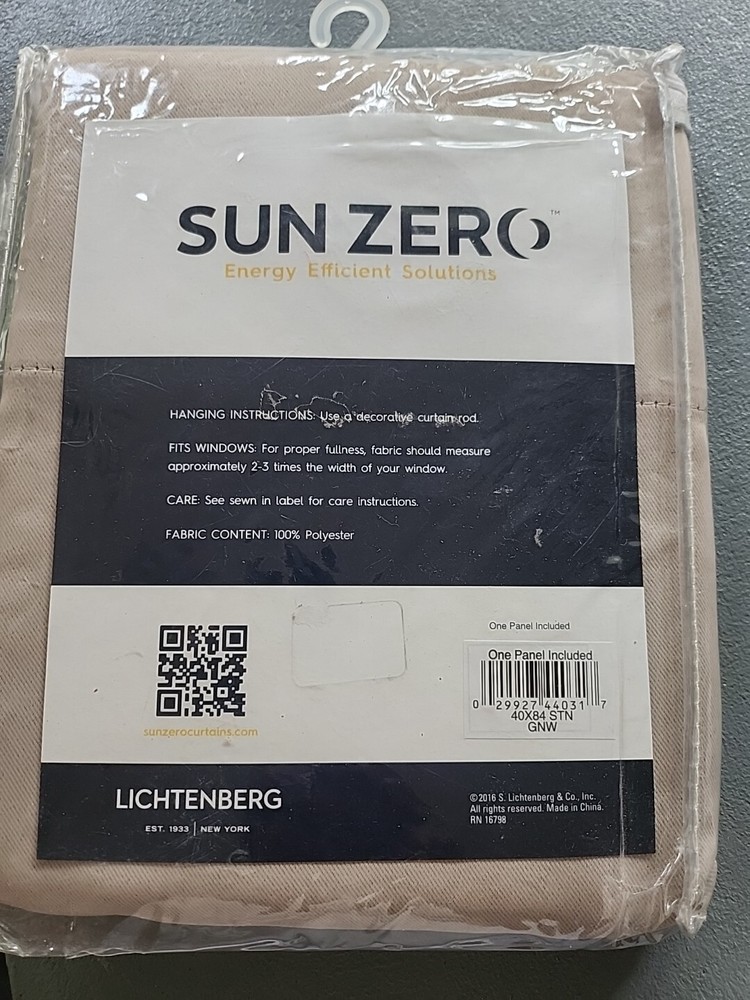 SUN ZERO™
Energy Efficient Solutions
HANGING INSTRUCTIONS: Use a decorative curtain rod.
FITS WINDOWS: For proper fullness, fabric should measure
approximately 2-3 times the width of your window.
CARE: See sewn in label for care instructions.
FABRIC CONTENT: 100% Polyester
sunzerocurtains.com
One Panel Included
One Panel Included
0 29927 44031 7
40X84 STN
GNW
LICHTENBERG
EST. 1933 | NEW YORK
©2016 S. Lichtenberg & Co., Inc.
All rights reserved. Made in China.
RN 16798